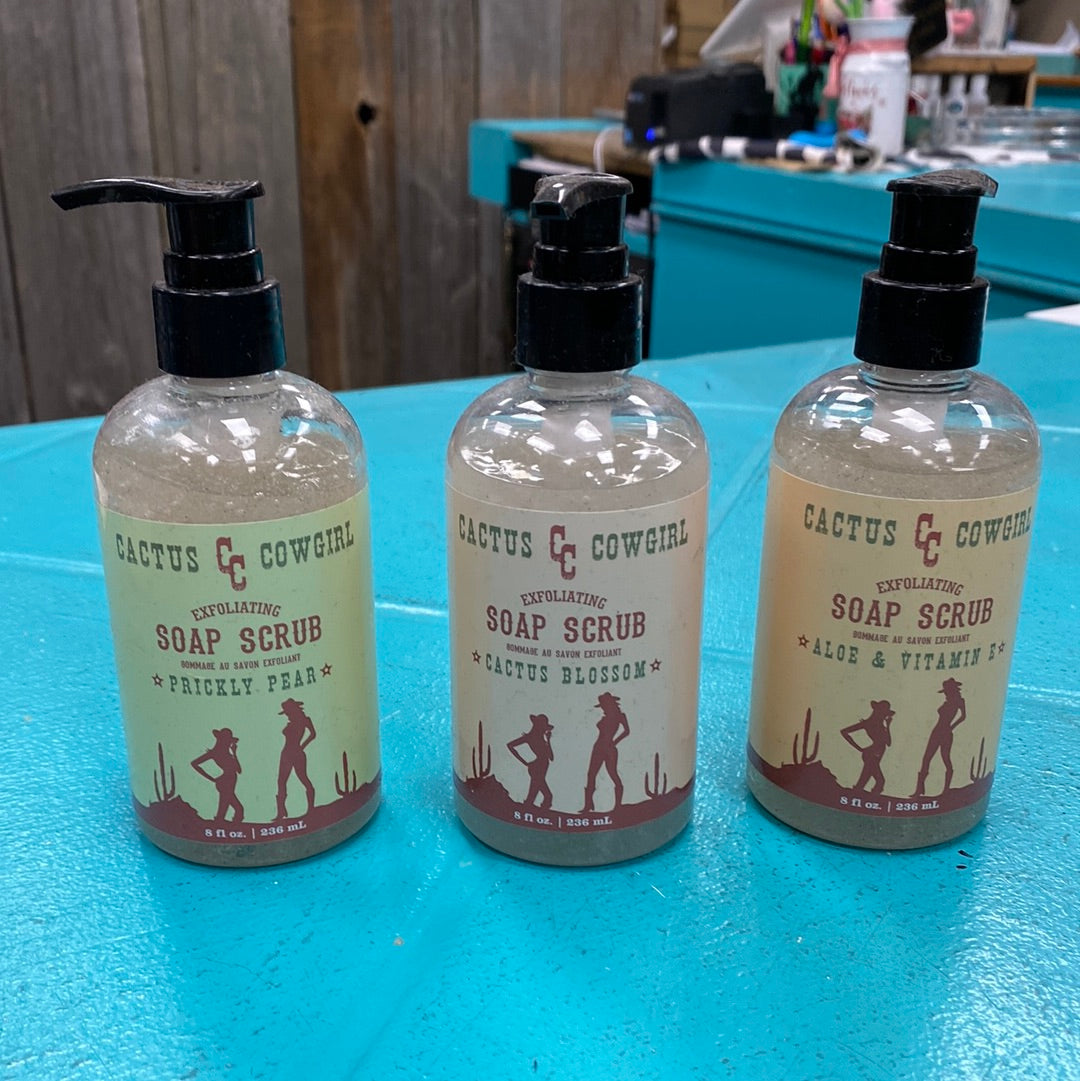 CACTUS CC COWGIRL
EXFOLIATING
SOAP SCRUB
GOMMAGE AU SAVON EXFOLIANT
PRICKLY PEAR
8 fl oz. | 236 mL
CACTUS CC COWGIRL
EXFOLIATING
SOAP SCRUB
GOMMAGE AU SAVON EXFOLIANT
CACTUS BLOSSOM
8 fl oz. | 236 mL
CACTUS CC COWGIRL
EXFOLIATING
SOAP SCRUB
GOMMAGE AU SAVON EXFOLIANT
ALOE & VITAMIN E
8 fl oz. | 236 mL